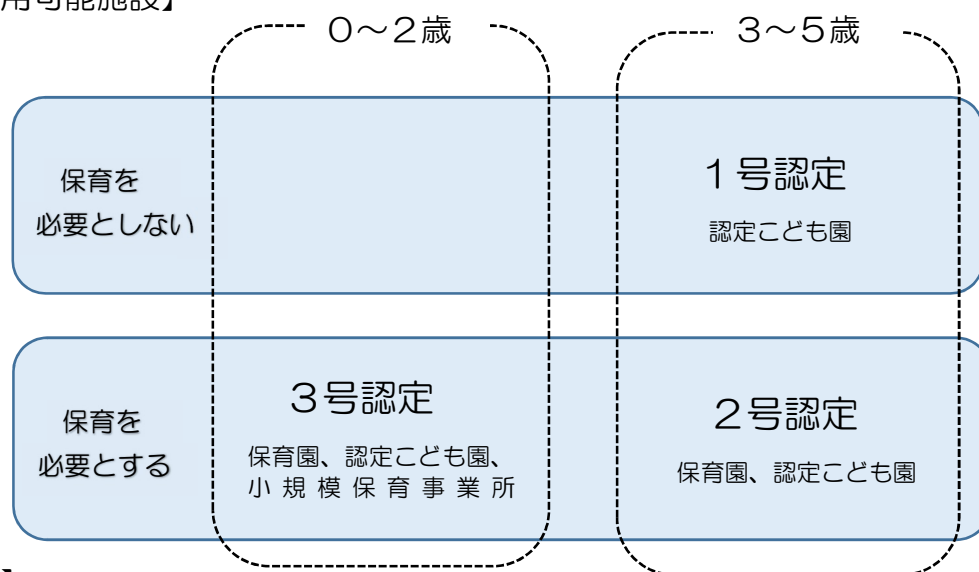 用可能施設】
０～２歳
３～５歳
保育を
必要としない
１号認定
認定こども園
保育を
必要とする
３号認定
保育園、認定こども園、
小規模保育事業所
２号認定
保育園、認定こども園
】